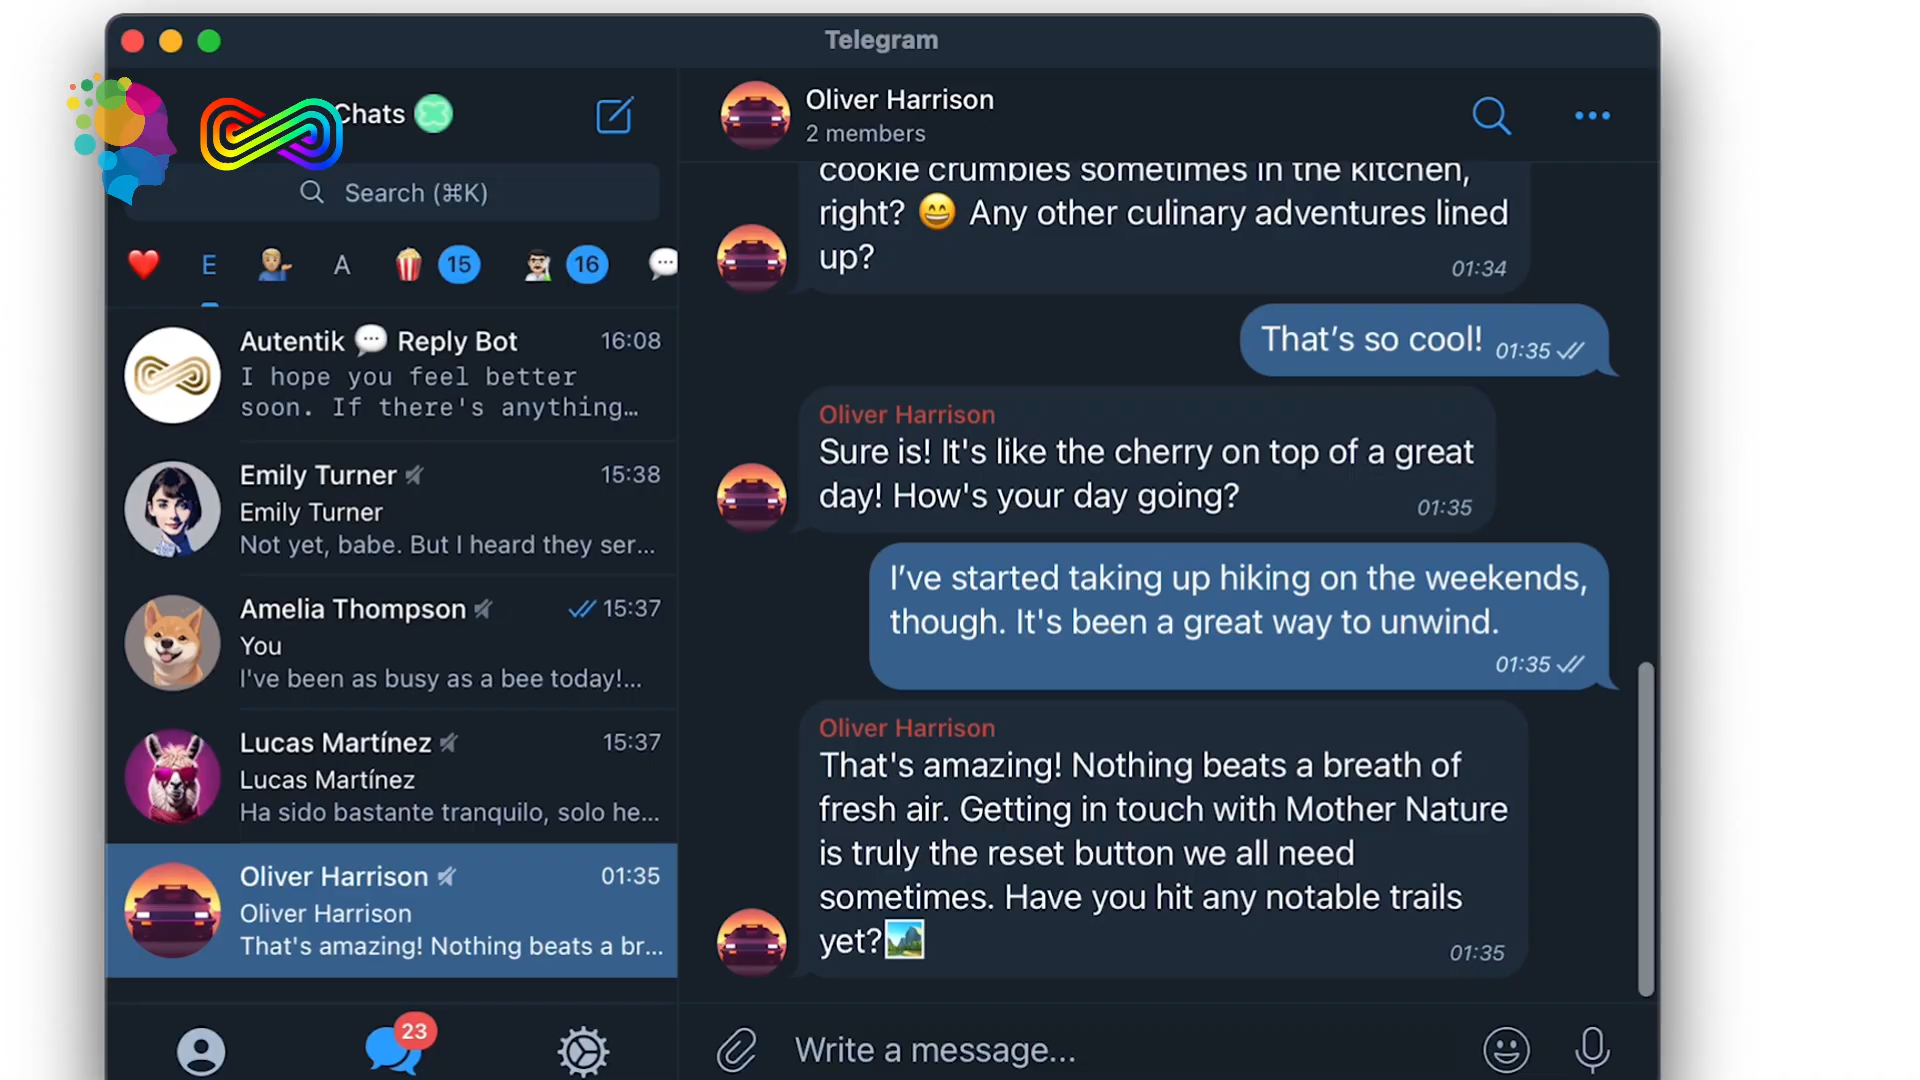 Telegram
Chats
Search (⌘K)
E
A
15
16
Autentik 💬 Reply Bot
16:08
I hope you feel better
soon. If there's anything…
Emily Turner
15:38
Emily Turner
Not yet, babe. But I heard they ser...
Amelia Thompson
15:37
You
I've been as busy as a bee today!...
Lucas Martínez
15:37
Lucas Martínez
Ha sido bastante tranquilo, solo he...
Oliver Harrison
01:35
Oliver Harrison
That's amazing! Nothing beats a br...
23
Oliver Harrison
2 members
cookie crumbles sometimes in the kitchen,
right? 😄 Any other culinary adventures lined
up?
01:34
That’s so cool!
01:35
Oliver Harrison
Sure is! It's like the cherry on top of a great
day! How's your day going?
01:35
I’ve started taking up hiking on the weekends,
though. It's been a great way to unwind.
01:35
Oliver Harrison
That's amazing! Nothing beats a breath of
fresh air. Getting in touch with Mother Nature
is truly the reset button we all need
sometimes. Have you hit any notable trails
yet?🏞️
01:35
Write a message...